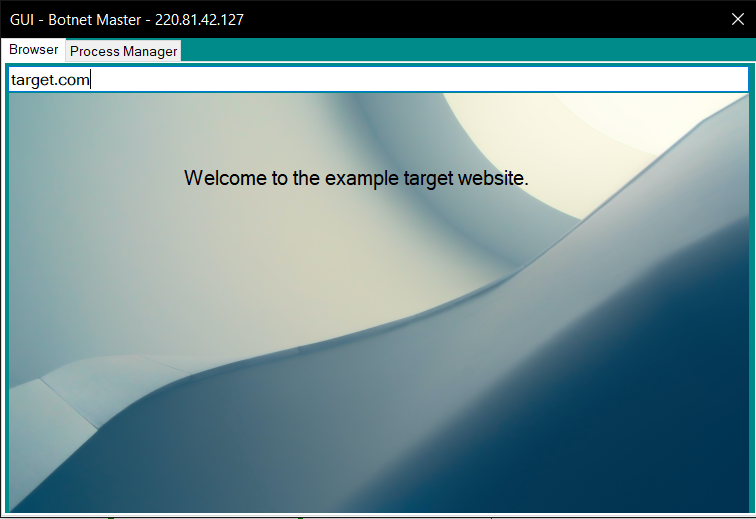 GUI - Botnet Master - 220.81.42.127
Browser Process Manager
target.com
Welcome to the example target website.